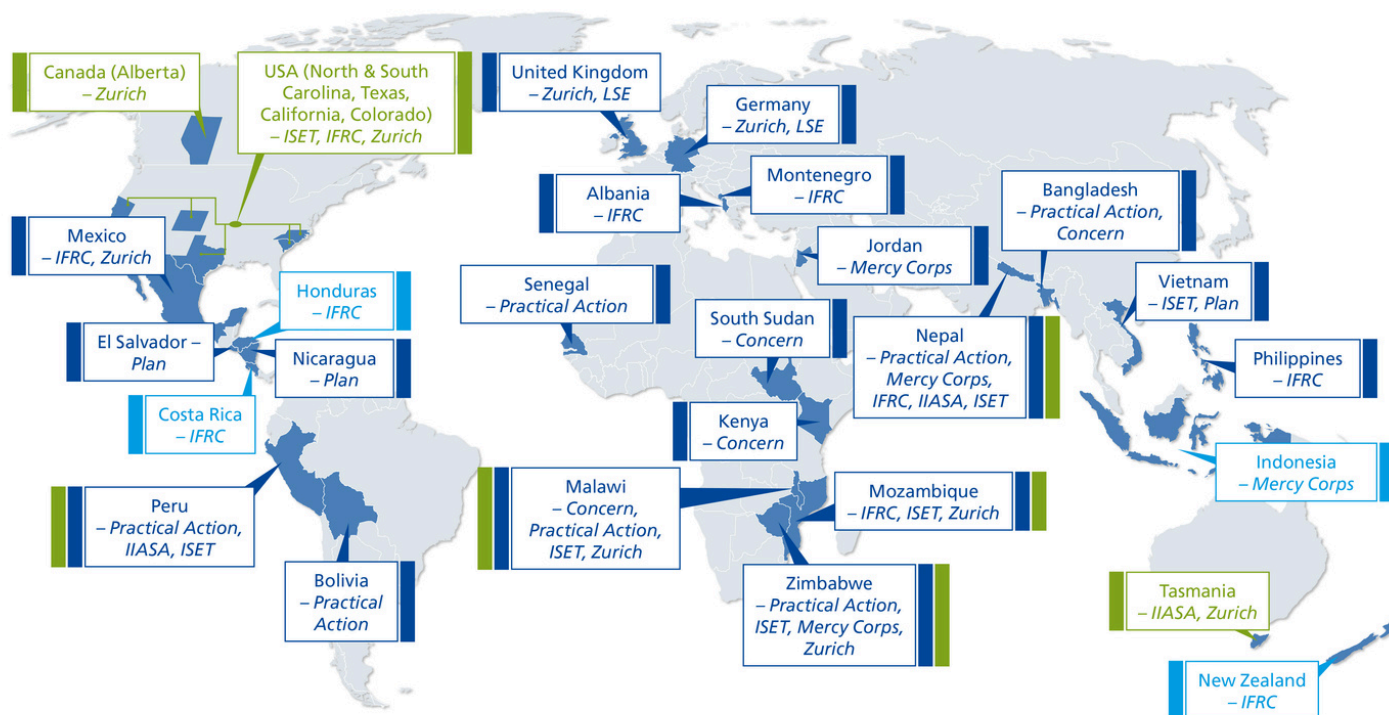 Canada (Alberta)
– Zurich
USA (North & South
Carolina, Texas,
California, Colorado)
– ISET, IFRC, Zurich
United Kingdom
– Zurich, LSE
Germany
– Zurich, LSE
Albania
– IFRC
Montenegro
– IFRC
Bangladesh
– Practical Action,
Concern
Mexico
– IFRC, Zurich
Jordan
– Mercy Corps
Honduras
– IFRC
Senegal
– Practical Action
Vietnam
– ISET, Plan
South Sudan
– Concern
Nepal
– Practical Action,
Mercy Corps,
IFRC, IIASA, ISET
El Salvador –
Plan
Nicaragua
– Plan
Philippines
– IFRC
Costa Rica
– IFRC
Kenya
– Concern
Indonesia
– Mercy Corps
Peru
– Practical Action,
IIASA, ISET
Malawi
– Concern,
Practical Action,
ISET, Zurich
Mozambique
– IFRC, ISET, Zurich
Bolivia
– Practical
Action
Zimbabwe
– Practical Action,
ISET, Mercy Corps,
Zurich
Tasmania
– IIASA, Zurich
New Zealand
– IFRC